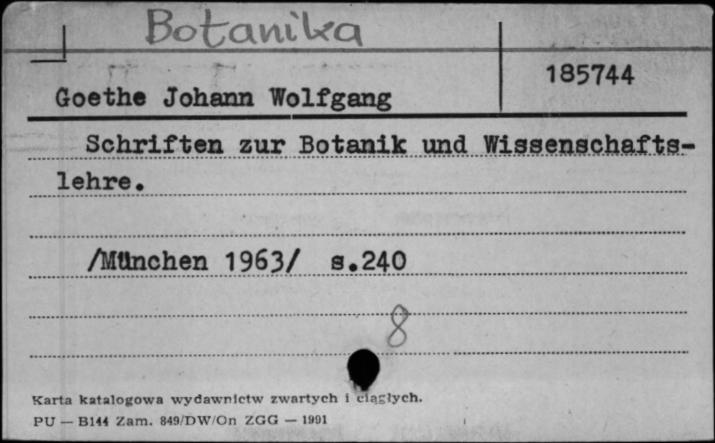 Botanika
185744
Goethe Johann Wolfgang
Schriften zur Botanik und Wissenschafts-
lehre.
/München 1963/ s.240
8
Karta katalogowa wydawnictw zwartych i ciągłych.
PU — B144 Zam. 849/DW/On ZGG — 1991